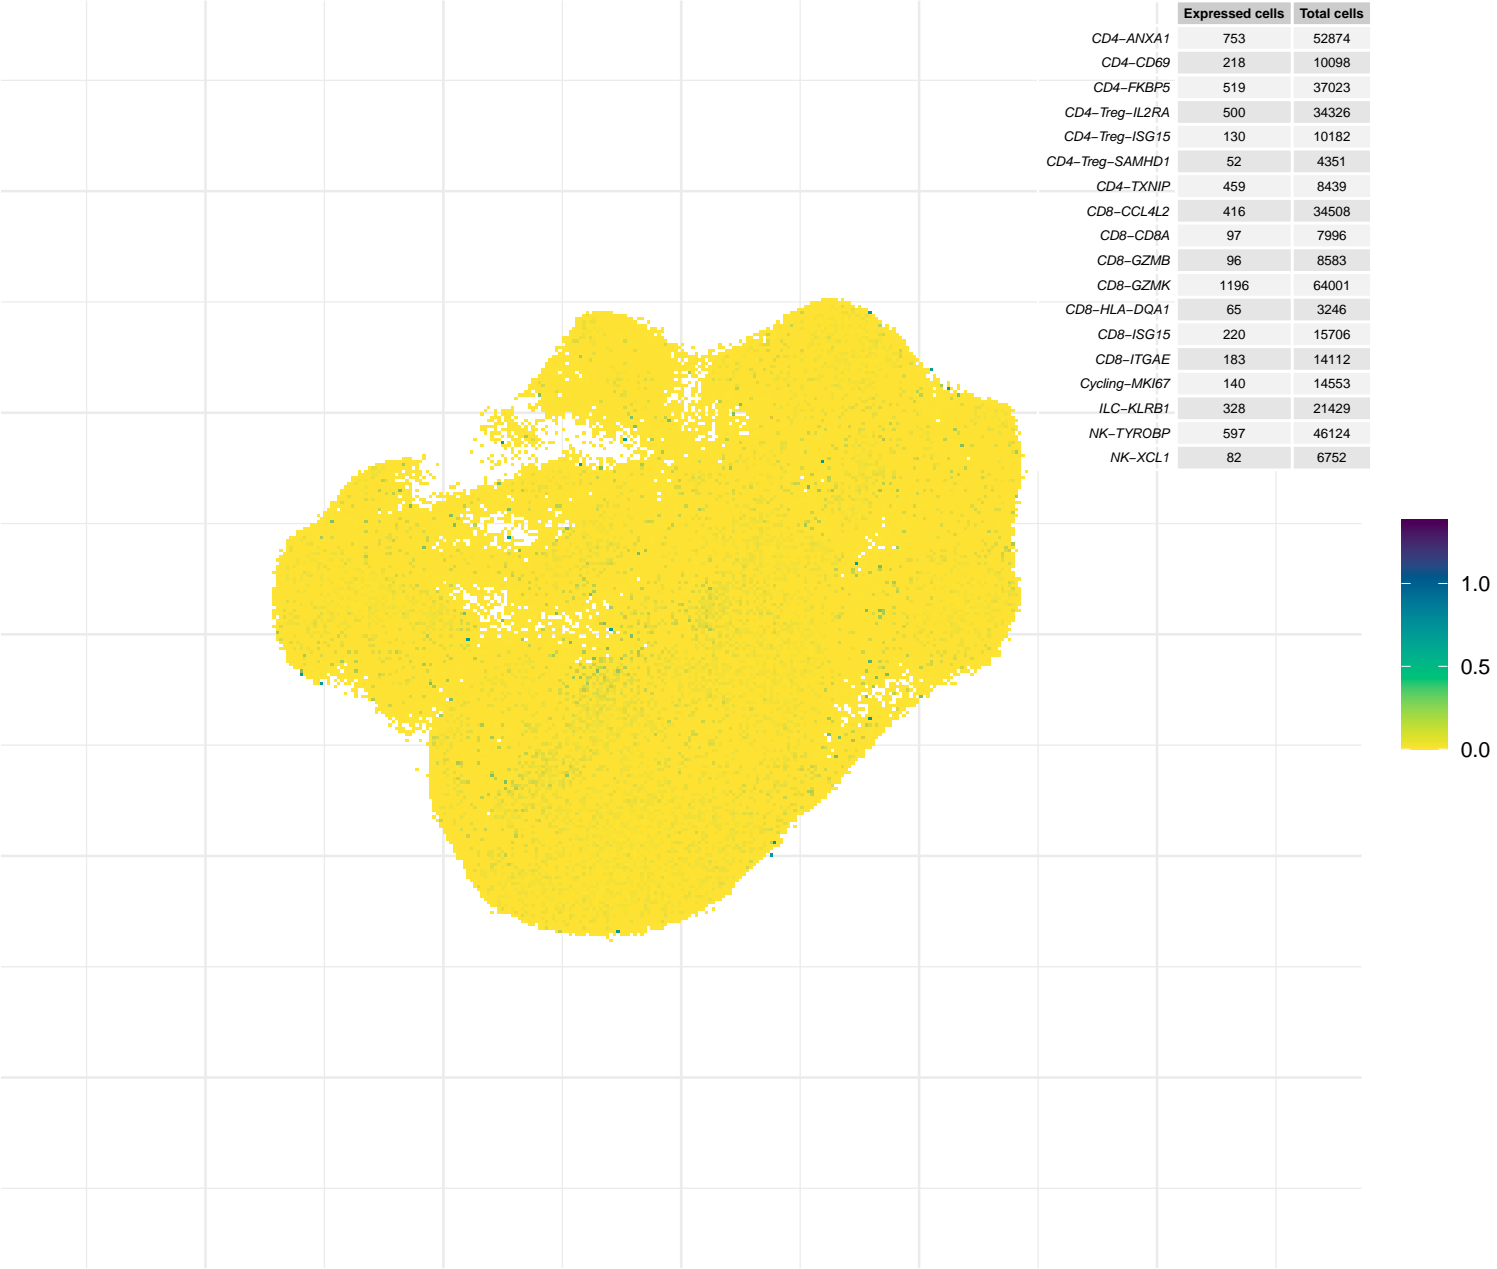 Expressed cells Total cells
CD4−ANXA1 753 52874
CD4−CD69 218 10098
CD4−FKBP5 519 37023
CD4−Treg−IL2RA 500 34326
CD4−Treg−ISG15 130 10182
CD4−Treg−SAMHD1 52 4351
CD4−TXNIP 459 8439
CD8−CCL4L2 416 34508
CD8−CD8A 97 7996
CD8−GZMB 96 8583
CD8−GZMK 1196 64001
CD8−HLA−DQA1 65 3246
CD8−ISG15 220 15706
CD8−ITGAE 183 14112
Cycling−MKI67 140 14553
ILC−KLRB1 328 21429
NK−TYROBP 597 46124
NK−XCL1 82 6752
1.0
0.5
0.0